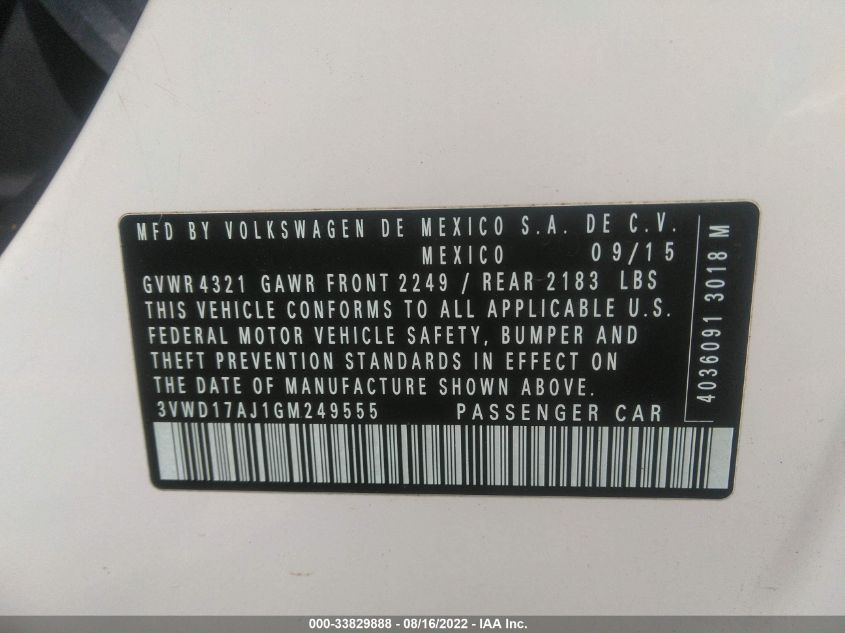 MFD BY VOLKSWAGEN DE MEXICO S.A. DE C.V.
MEXICO 09/15
GVWR 4321 GAWR FRONT 2249 / REAR 2183 LBS
THIS VEHICLE CONFORMS TO ALL APPLICABLE U.S.
FEDERAL MOTOR VEHICLE SAFETY, BUMPER AND
THEFT PREVENTION STANDARDS IN EFFECT ON
THE DATE OF MANUFACTURE SHOWN ABOVE.
3VWD17AJ1GM249555 PASSENGER CAR
4036091 3018 M
000-33829888 - 08/16/2022 - IAA Inc.